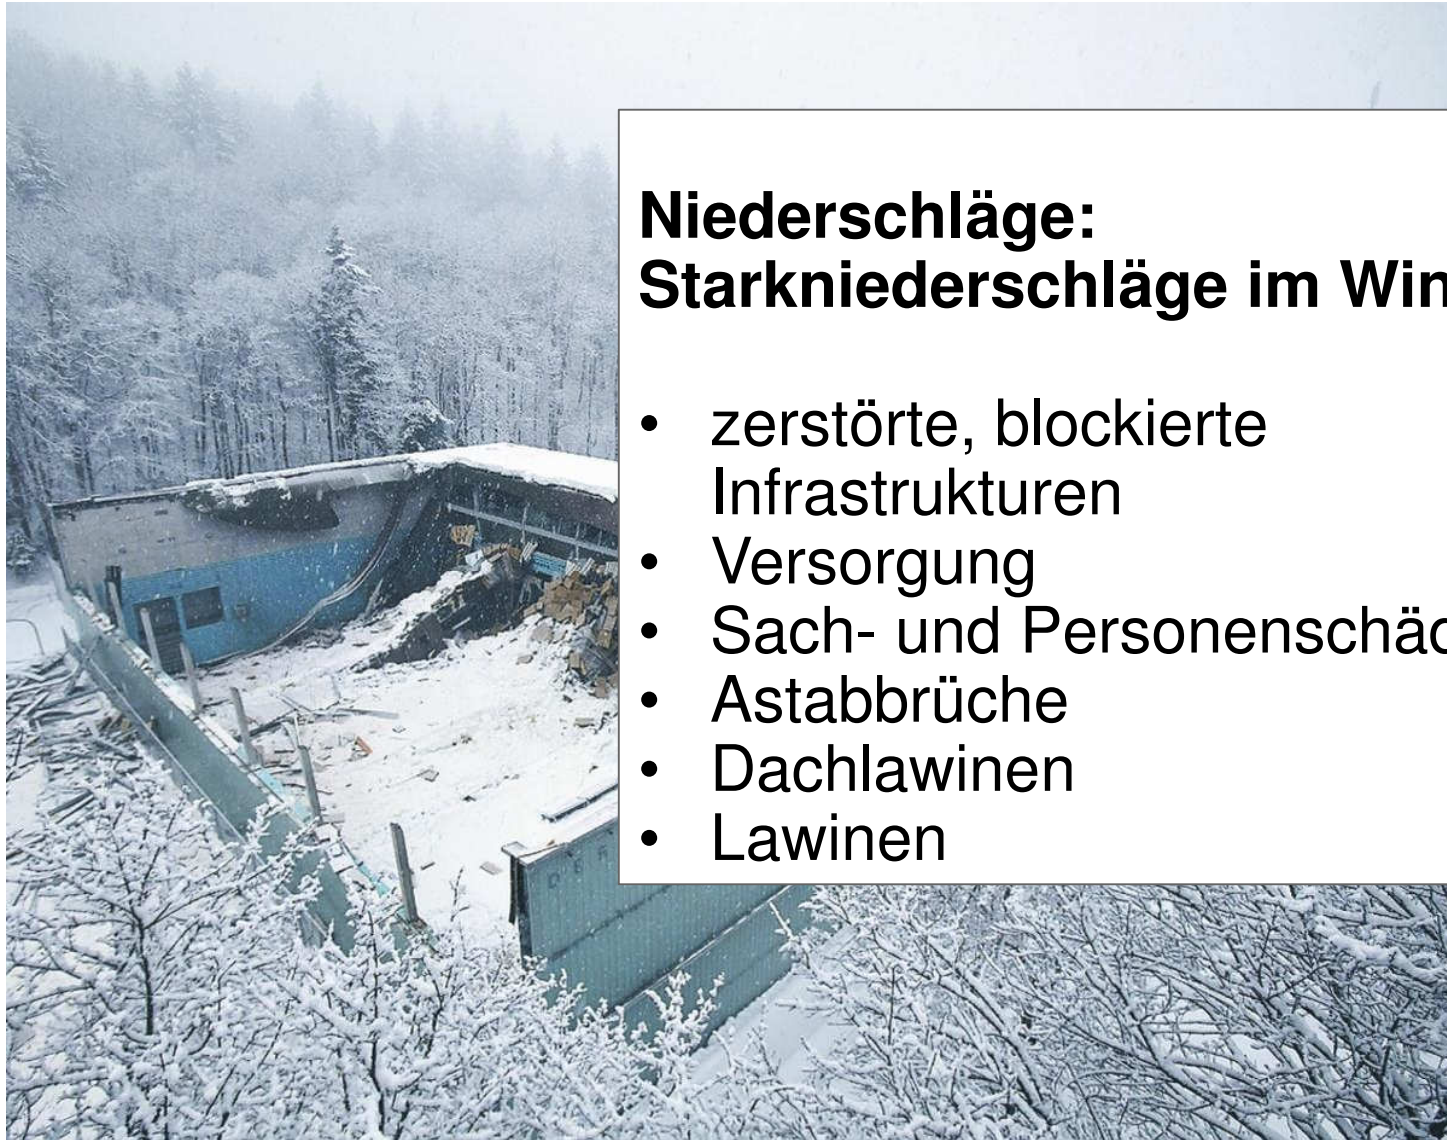 Niederschläge:
Starkniederschläge im Win
• zerstörte, blockierte
Infrastrukturen
• Versorgung
• Sach- und Personenschäd
• Astabbrüche
• Dachlawinen
• Lawinen